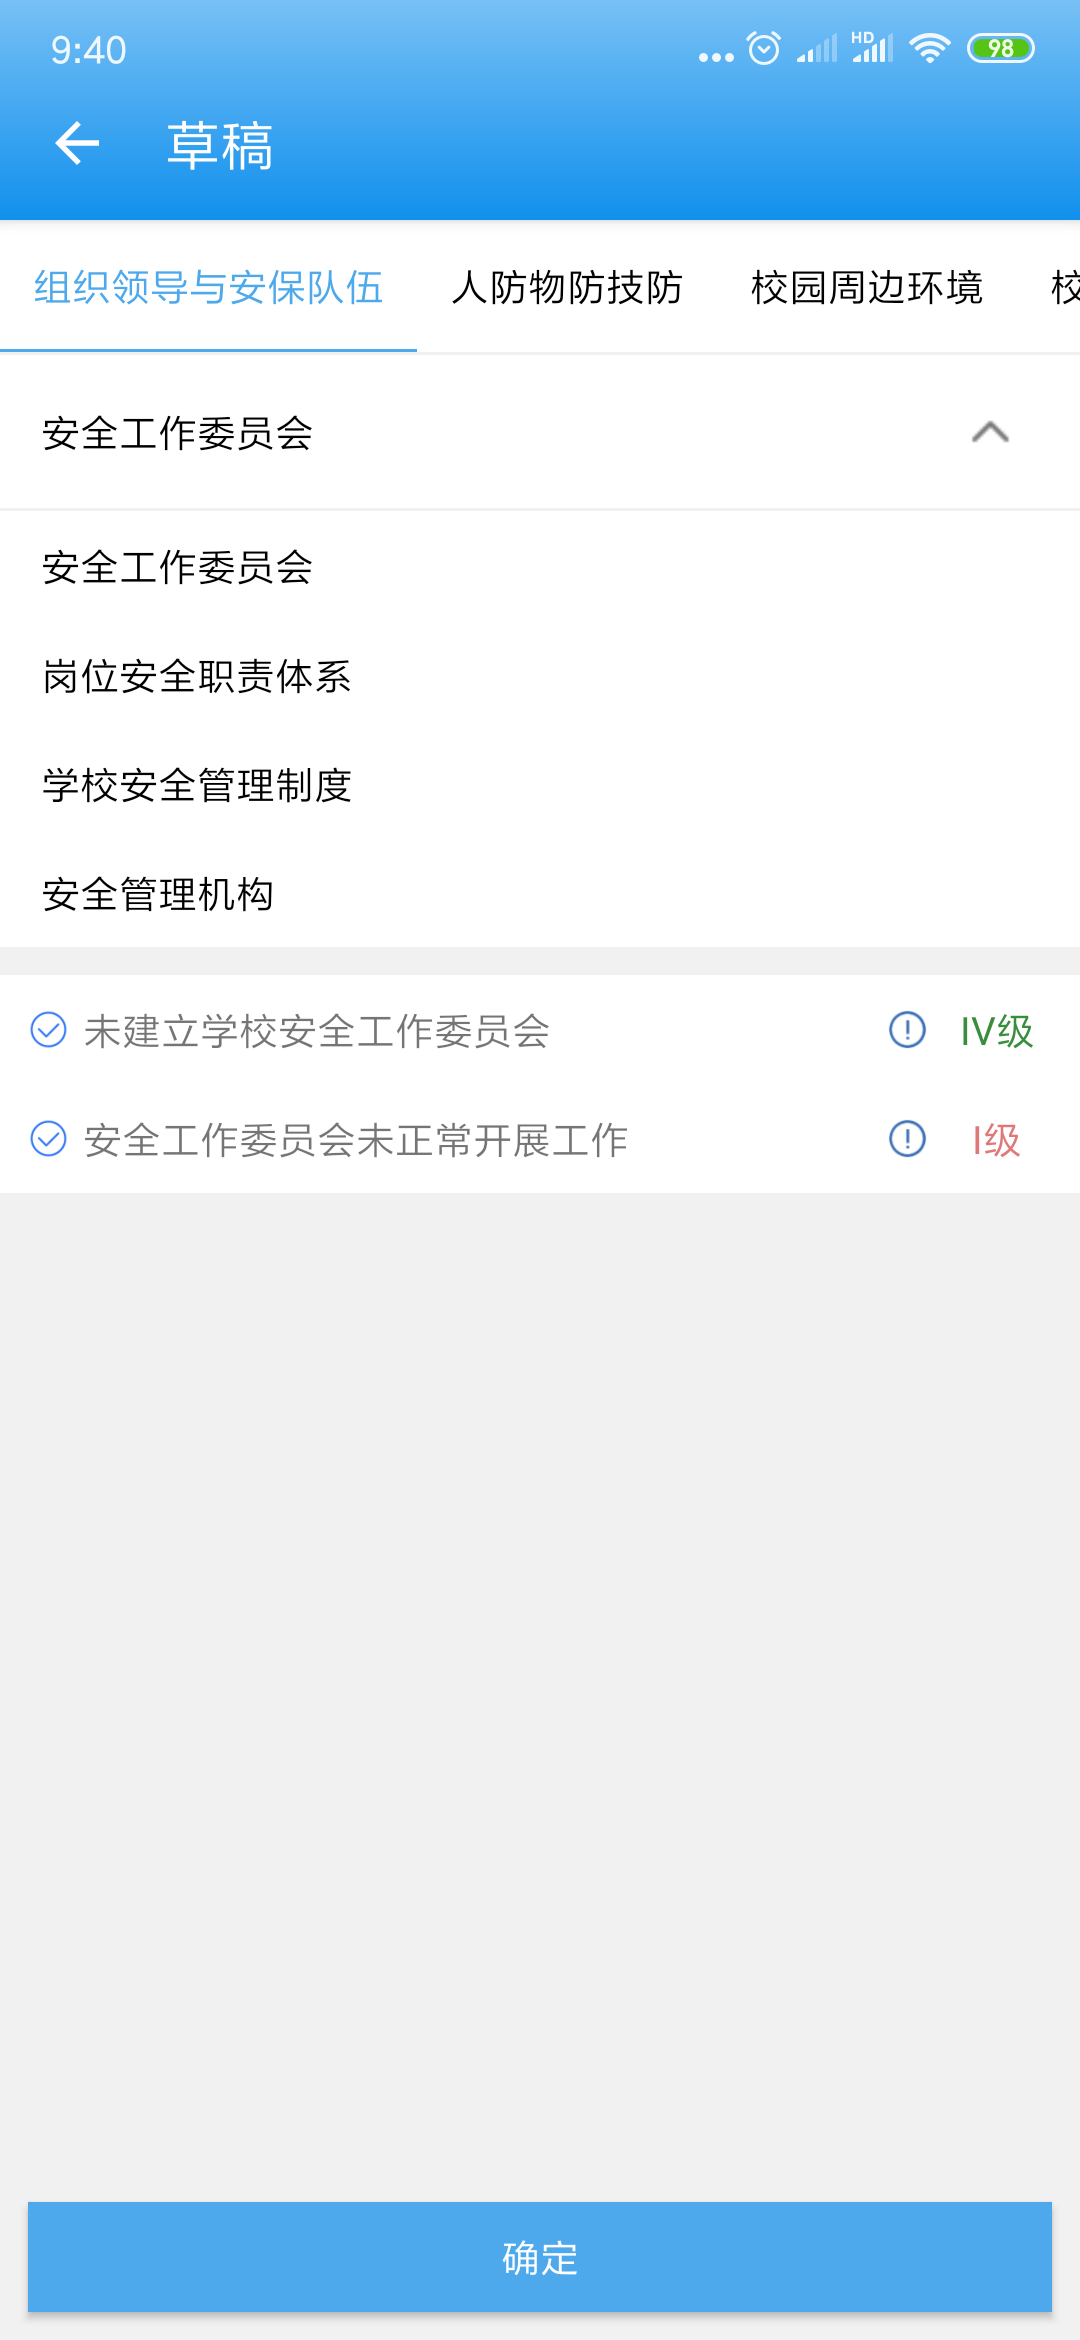 9:40
HD
98
草稿
组织领导与安保队伍 人防物防技防 校园周边环境 校
安全工作委员会
安全工作委员会
岗位安全职责体系
学校安全管理制度
安全管理机构
未建立学校安全工作委员会 IV级
安全工作委员会未正常开展工作 I级
确定